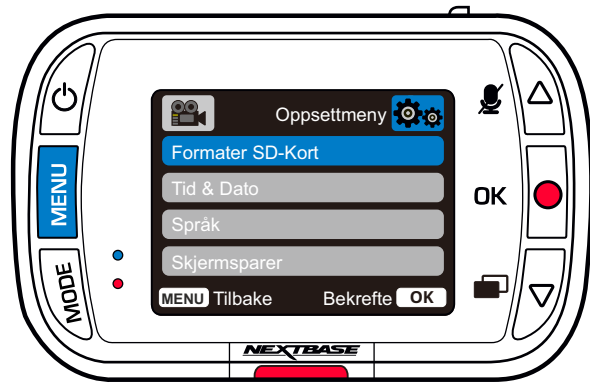 Oppsettmeny
Formater SD-Kort
Tid & Dato
Språk
Skjermsparer
MENU Tilbake Bekrefte OK
MENU
MODE
OK
NEXTBASE